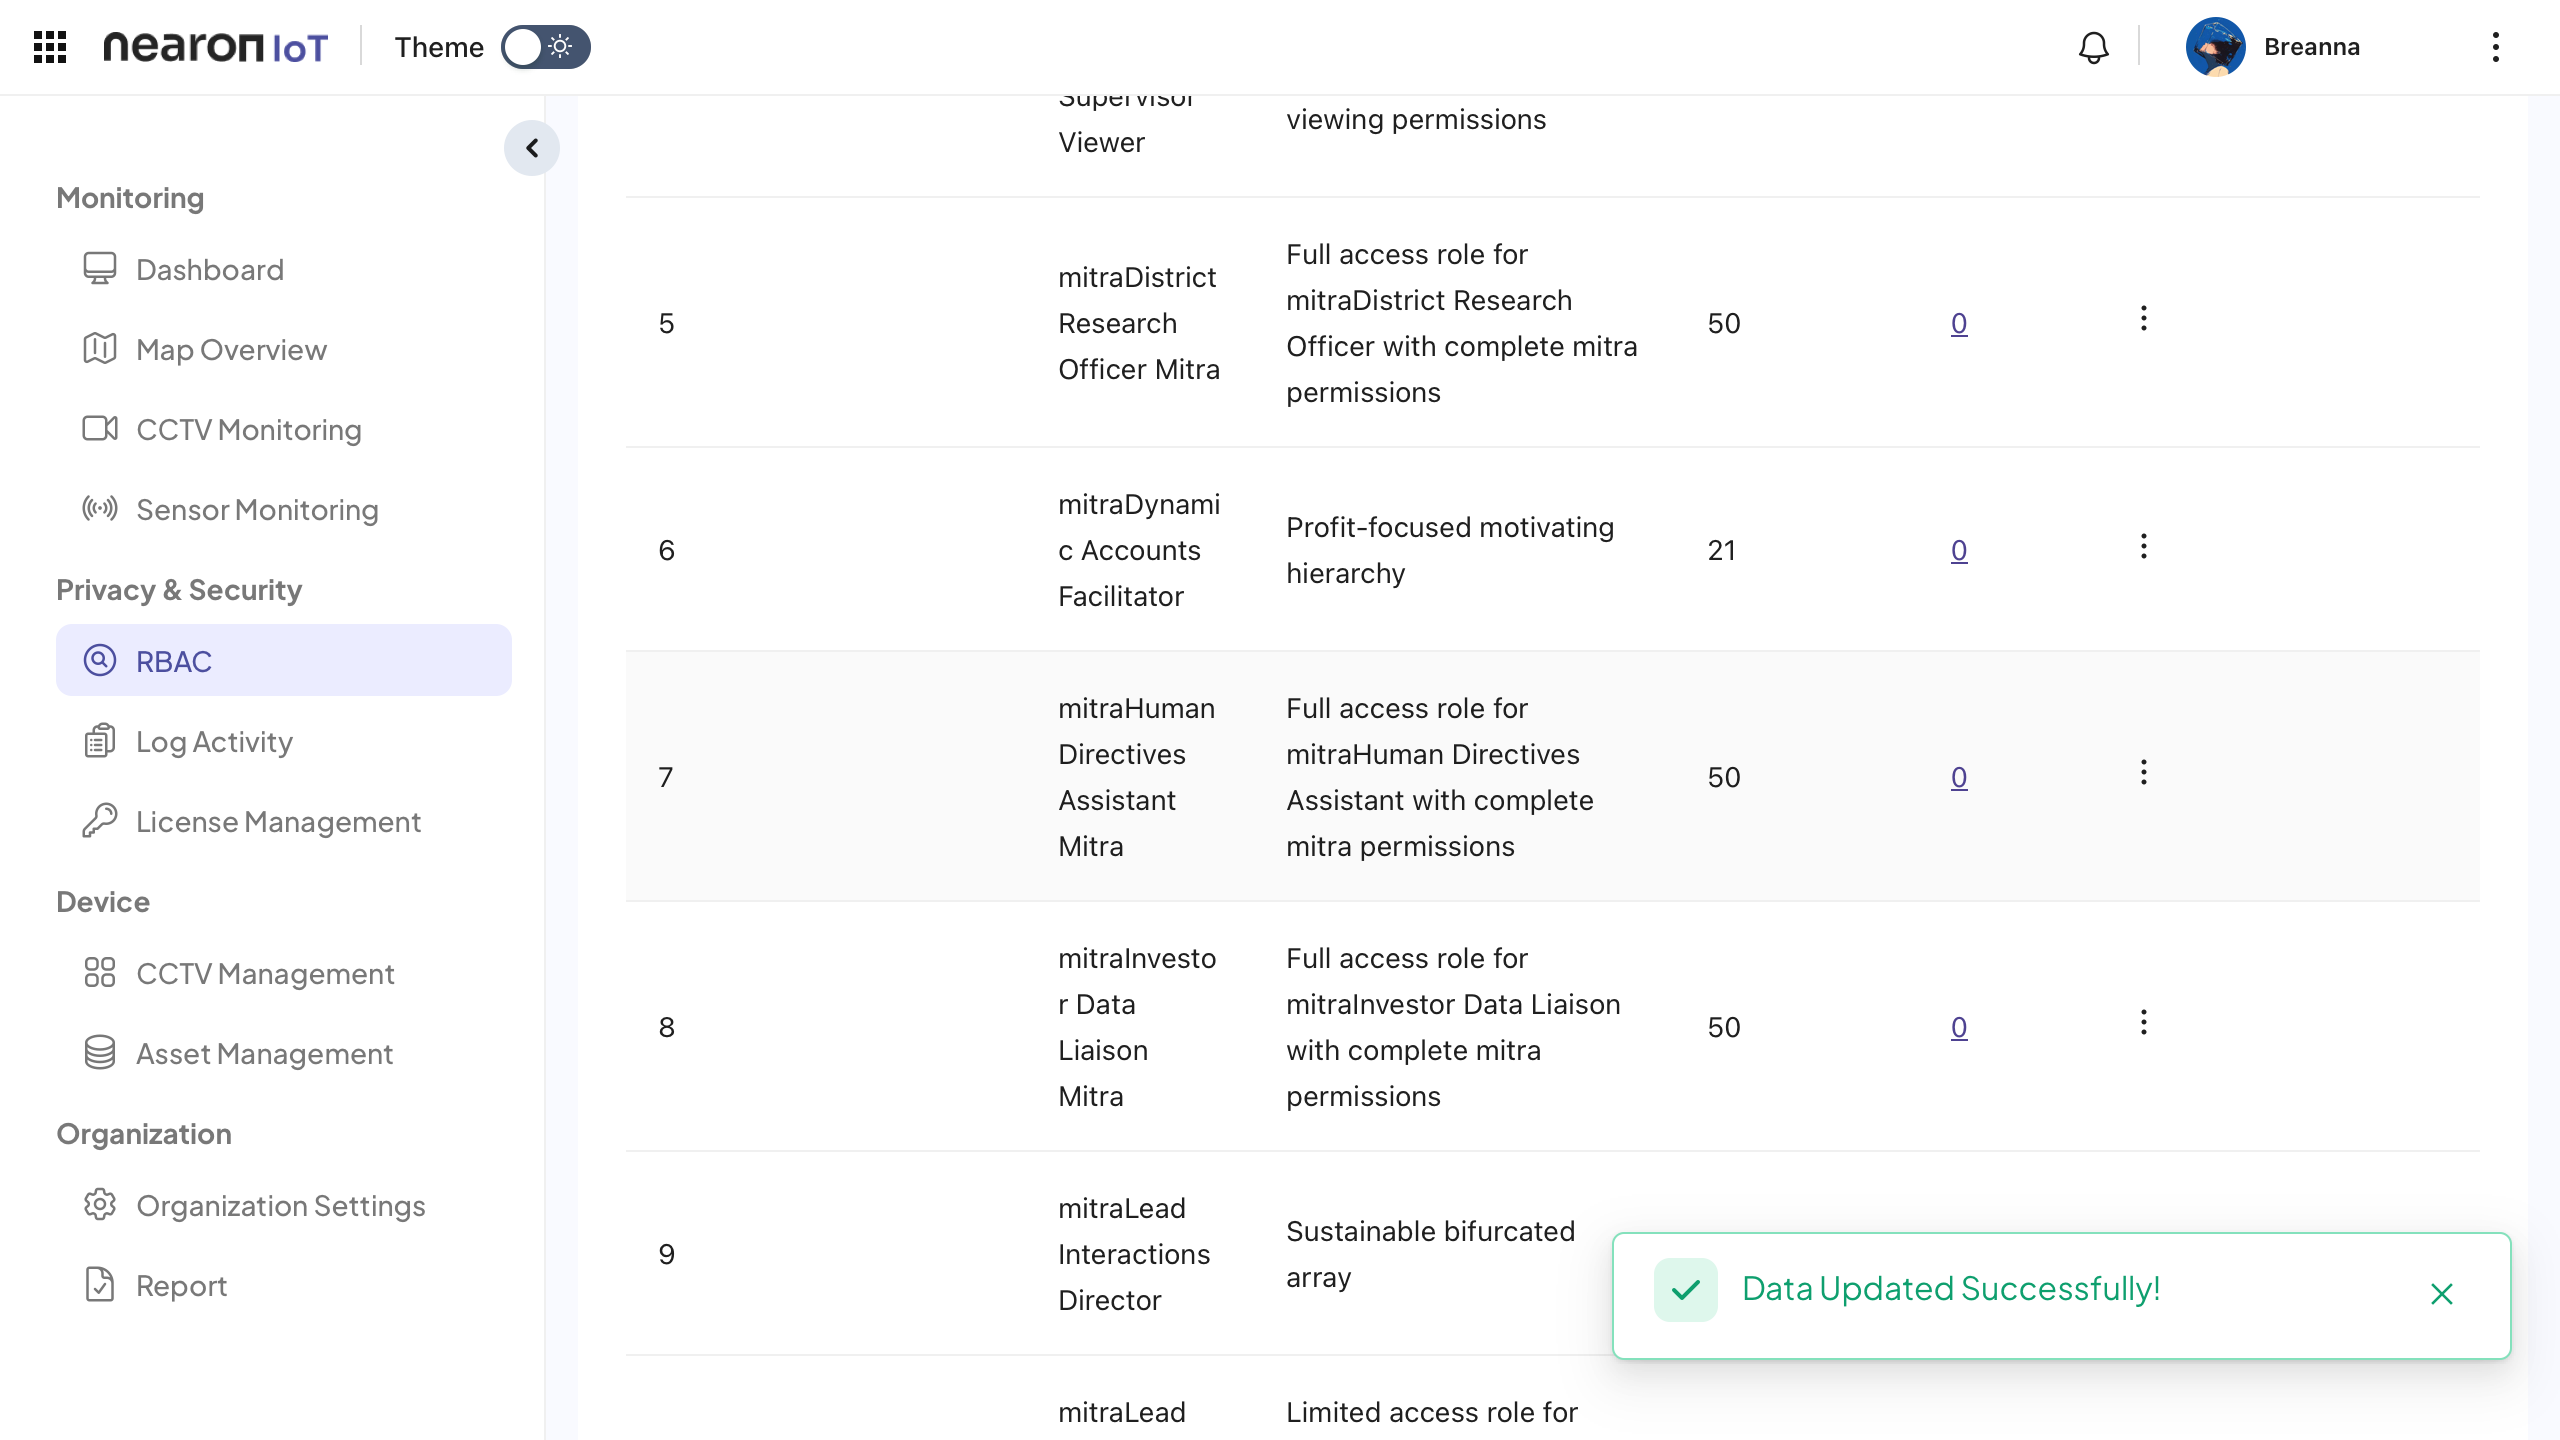 nearon IoT
Theme
Breanna
Monitoring
Dashboard
Map Overview
CCTV Monitoring
Sensor Monitoring
Privacy & Security
RBAC
Log Activity
License Management
Device
CCTV Management
Asset Management
Organization
Organization Settings
Report
Supervisor
Viewer
viewing permissions
5
mitraDistrict
Research
Officer Mitra
Full access role for
mitraDistrict Research
Officer with complete mitra
permissions
50
0
6
mitraDynami
c Accounts
Facilitator
Profit-focused motivating
hierarchy
21
0
7
mitraHuman
Directives
Assistant
Mitra
Full access role for
mitraHuman Directives
Assistant with complete
mitra permissions
50
0
8
mitraInvesto
r Data
Liaison
Mitra
Full access role for
mitraInvestor Data Liaison
with complete mitra
permissions
50
0
9
mitraLead
Interactions
Director
Sustainable bifurcated
array
mitraLead
Limited access role for
Data Updated Successfully!